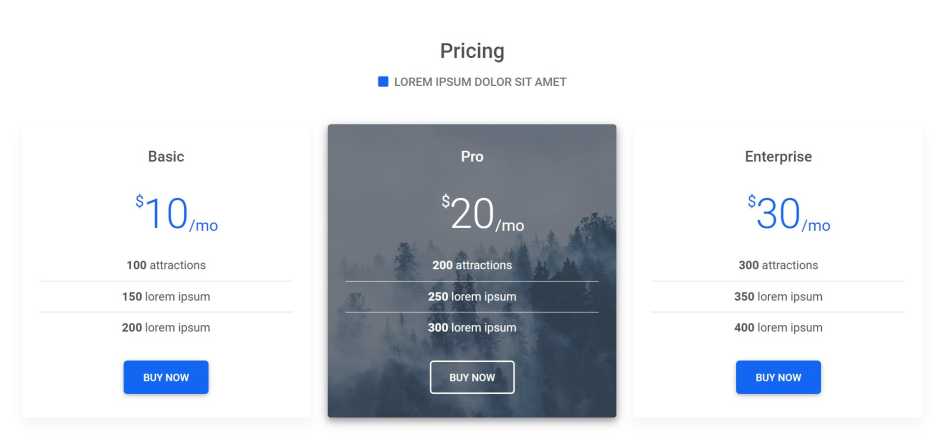 Pricing
LOREM IPSUM DOLOR SIT AMET
Basic
$10/mo
100 attractions
150 lorem ipsum
200 lorem ipsum
BUY NOW
Pro
$20/mo
200 attractions
250 lorem ipsum
300 lorem ipsum
BUY NOW
Enterprise
$30/mo
300 attractions
350 lorem ipsum
400 lorem ipsum
BUY NOW